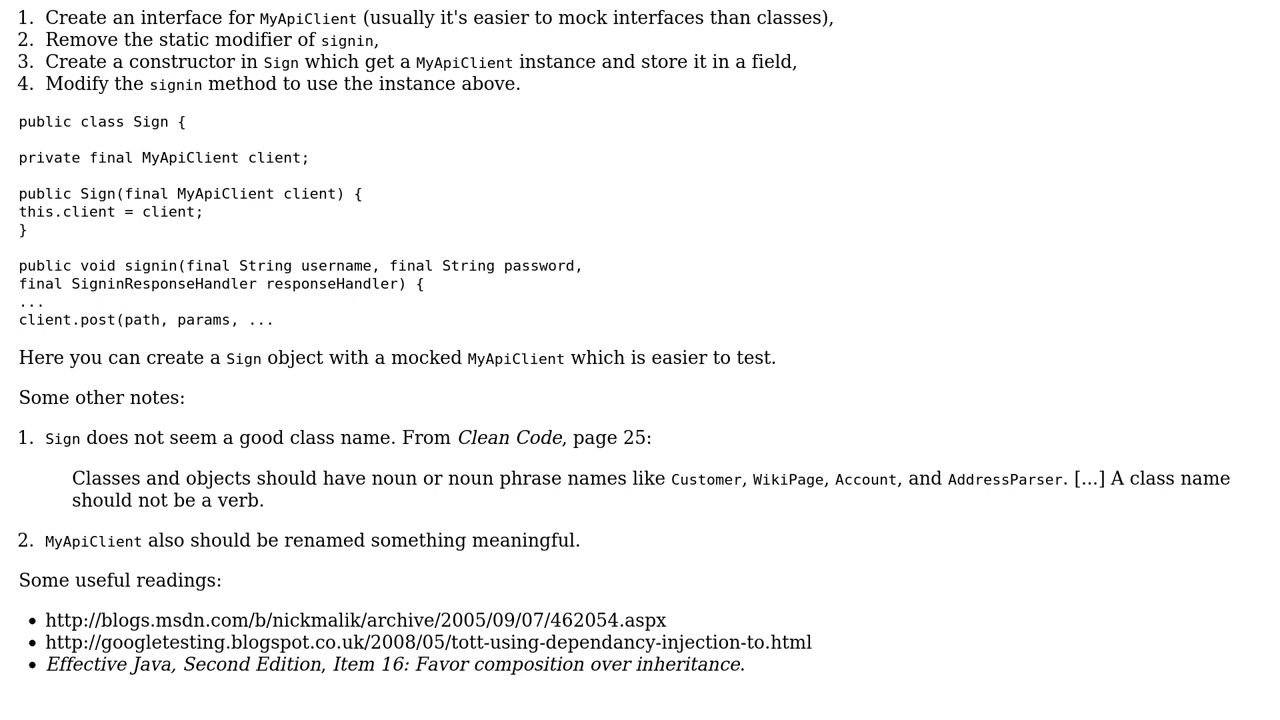 1. Create an interface for MyApiClient (usually it's easier to mock interfaces than classes),
2. Remove the static modifier of signin,
3. Create a constructor in Sign which get a MyApiClient instance and store it in a field,
4. Modify the signin method to use the instance above.
public class Sign {
private final MyApiClient client;
public Sign(final MyApiClient client) {
this.client = client;
}
public void signin(final String username, final String password,
final SigninResponseHandler responseHandler) {
...
client.post(path, params, ...
Here you can create a Sign object with a mocked MyApiClient which is easier to test.
Some other notes:
1. Sign does not seem a good class name. From Clean Code, page 25:
Classes and objects should have noun or noun phrase names like Customer, WikiPage, Account, and AddressParser. [...] A class name
should not be a verb.
2. MyApiClient also should be renamed something meaningful.
Some useful readings:
• http://blogs.msdn.com/b/nickmalik/archive/2005/09/07/462054.aspx
• http://googletesting.blogspot.co.uk/2008/05/tott-using-dependancy-injection-to.html
• Effective Java, Second Edition, Item 16: Favor composition over inheritance.